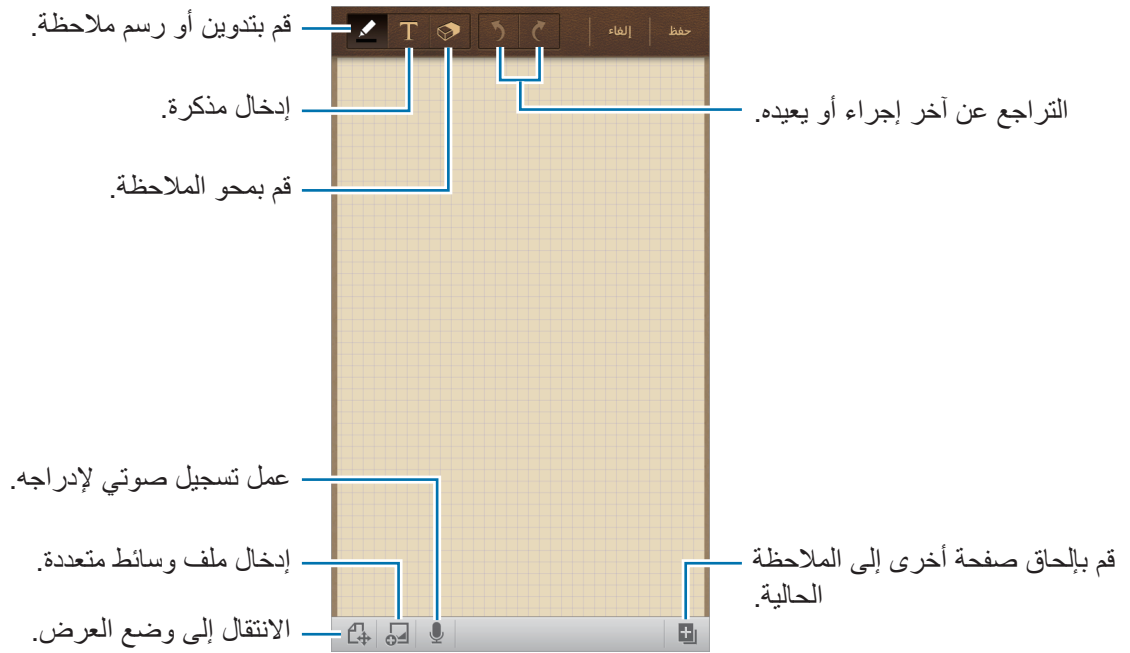 قم بتدوين أو رسم ملاحظة.
T
إلغاء
حفظ
إدخال مذكرة.
التراجع عن آخر إجراء أو يعيده.
قم بمحو الملاحظة.
عمل تسجيل صوتي لإدراجه.
إدخال ملف وسائط متعددة.
قم بإلحاق صفحة أخرى إلى الملاحظة
الحالية.
الانتقال إلى وضع العرض.